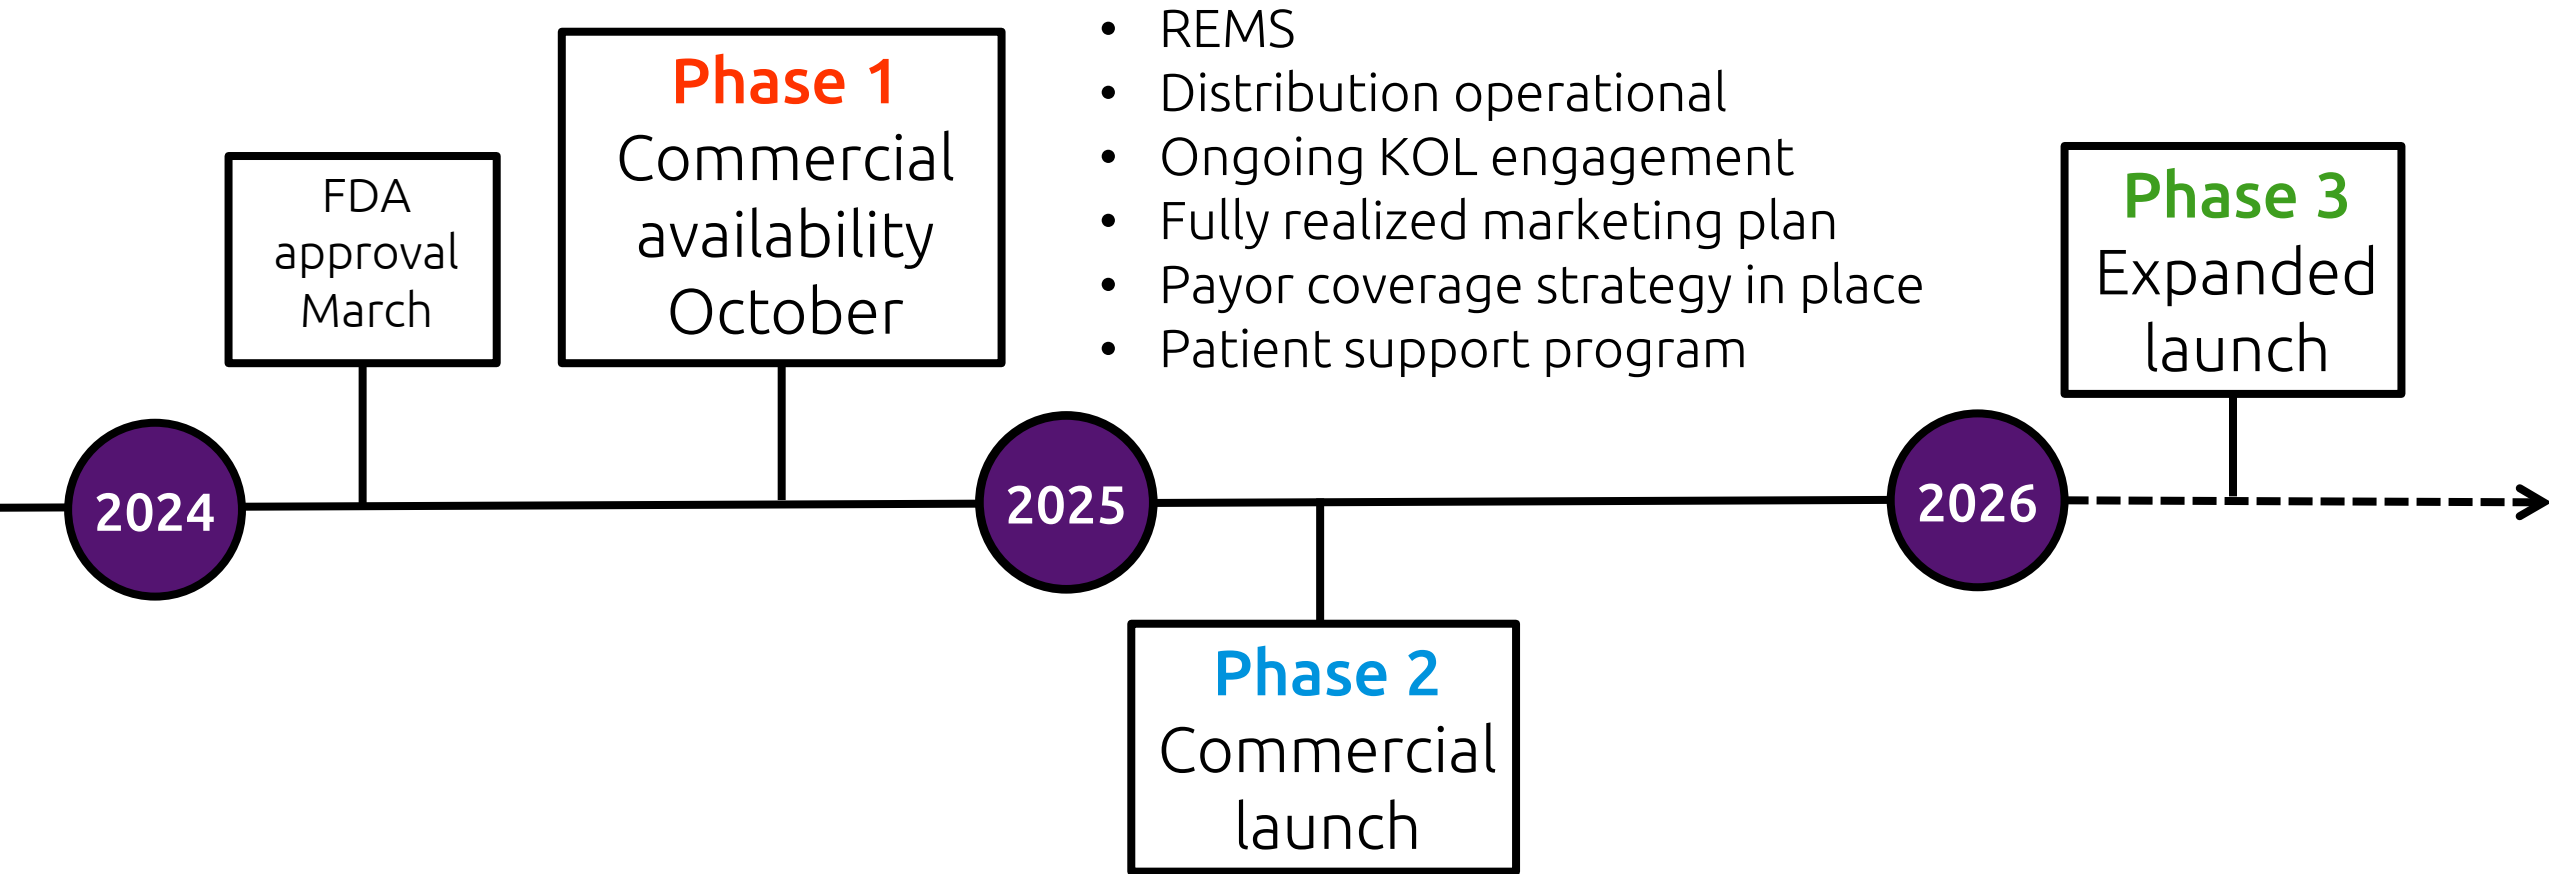 FDA
approval
March
Phase 1
Commercial
availability
October
• REMS
• Distribution operational
• Ongoing KOL engagement
• Fully realized marketing plan
• Payor coverage strategy in place
• Patient support program
Phase 3
Expanded
launch
2024
2025
2026
Phase 2
Commercial
launch